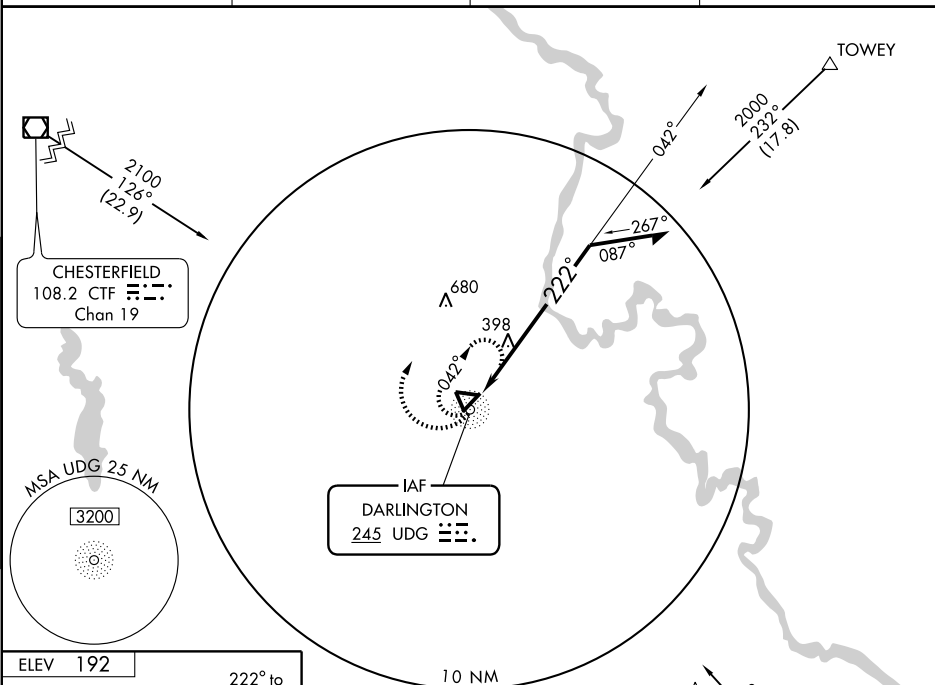 TOWEY
2000
232°
(17.8)
042°
2100
126°
(22.9)
267°
087°
CHESTERFIELD
108.2 CTF
Chan 19
222°
680
398
042°
MSA UDG 25 NM
3200
IAF
DARLINGTON
245 UDG
ELEV 192
222° to
10 NM